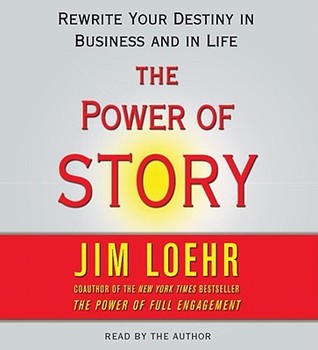 REWRITE YOUR DESTINY IN
BUSINESS AND IN LIFE
THE
POWER OF
STORY
JIM LOEHR
COAUTHOR OF THE NEW YORK TIMES BESTSELLER
THE POWER OF FULL ENGAGEMENT
READ BY THE AUTHOR